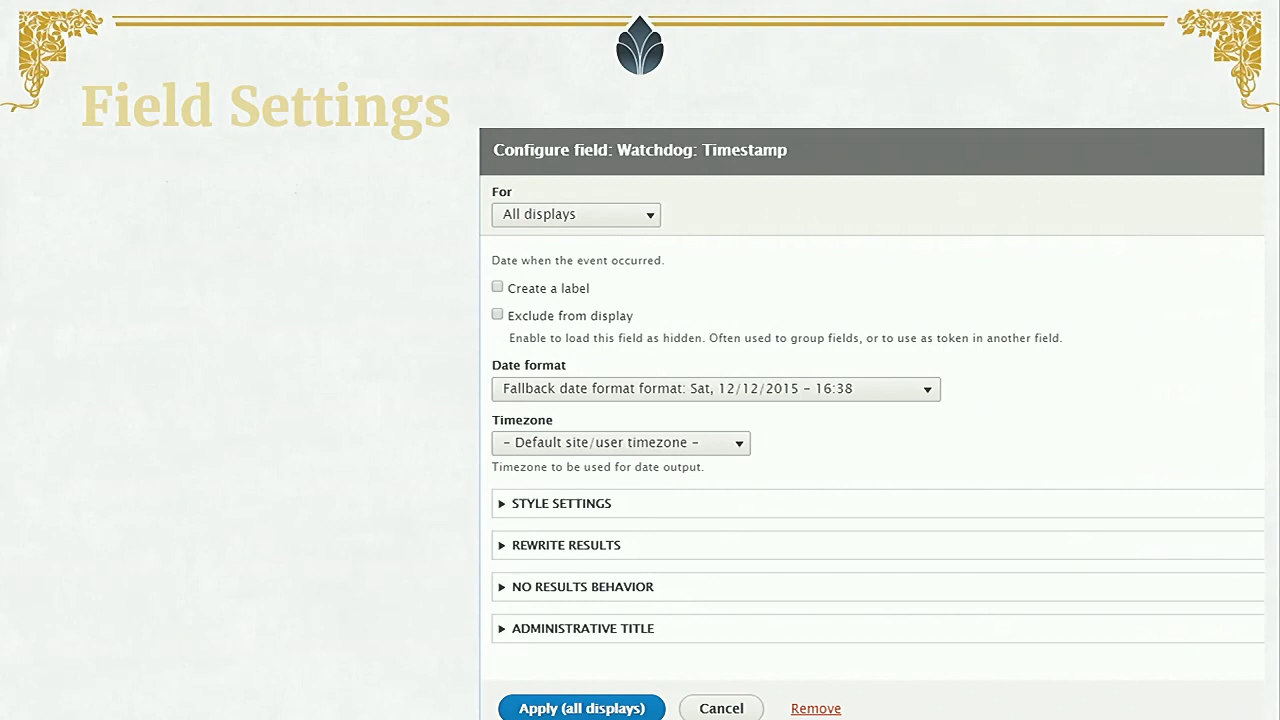 Field Settings
Configure field: Watchdog: Timestamp
For
All displays
Date when the event occurred.
Create a label
Exclude from display
Enable to load this field as hidden. Often used to group fields, or to use as token in another field.
Date format
Fallback date format format: Sat, 12/12/2015 - 16:38
Timezone
- Default site/user timezone -
Timezone to be used for date output.
STYLE SETTINGS
REWRITE RESULTS
NO RESULTS BEHAVIOR
ADMINISTRATIVE TITLE
Apply (all displays) Cancel Remove